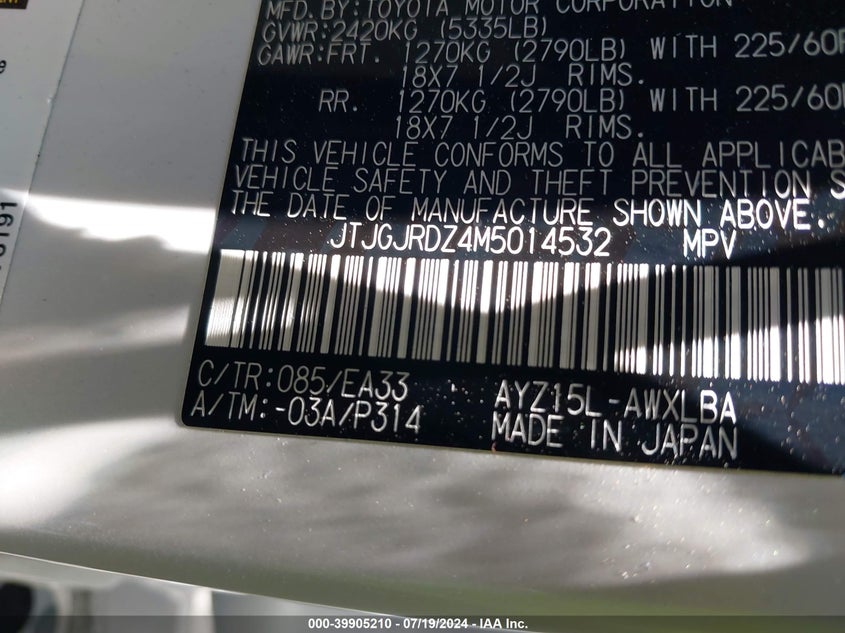 MFD.BY:TOYOTA MOTOR CORPORATION
GVWR:2420KG (5335LB)
GAWR:FRT. 1270KG (2790LB) WITH 225/60R
18X7 1/2J RIMS.
RR. 1270KG (2790LB) WITH 225/60R
18X7 1/2J RIMS.
THIS VEHICLE CONFORMS TO ALL APPLICAB
VEHICLE SAFETY AND THEFT PREVENTION S
THE DATE OF MANUFACTURE SHOWN ABOVE.
JTJGJRDZ4M5014532 MPV
C/TR:085/EA33 AYZ15L-AWXLBA
A/TM:-03A/P314 MADE IN JAPAN
000-39905210 - 07/19/2024 - IAA Inc.